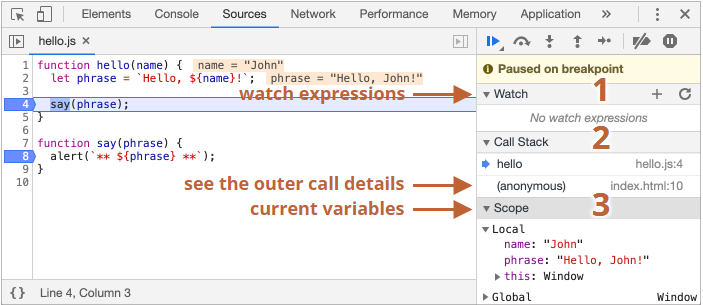 Elements Console Sources Network Performance Memory Application »
hello.js ×
1 function hello(name) { name = "John"
2 let phrase = `Hello, ${name}!`; phrase = "Hello, John!"
3
4 say(phrase);
5 }
6
7 function say(phrase) {
8 alert(`** ${phrase} **`);
9 }
10
{} Line 4, Column 3
watch expressions
see the outer call details
current variables
Paused on breakpoint
Watch 1
No watch expressions
2
Call Stack
hello hello.js:4
(anonymous) index.html:10
Scope 3
Local
name: "John"
phrase: "Hello, John!"
this: Window
Global Window